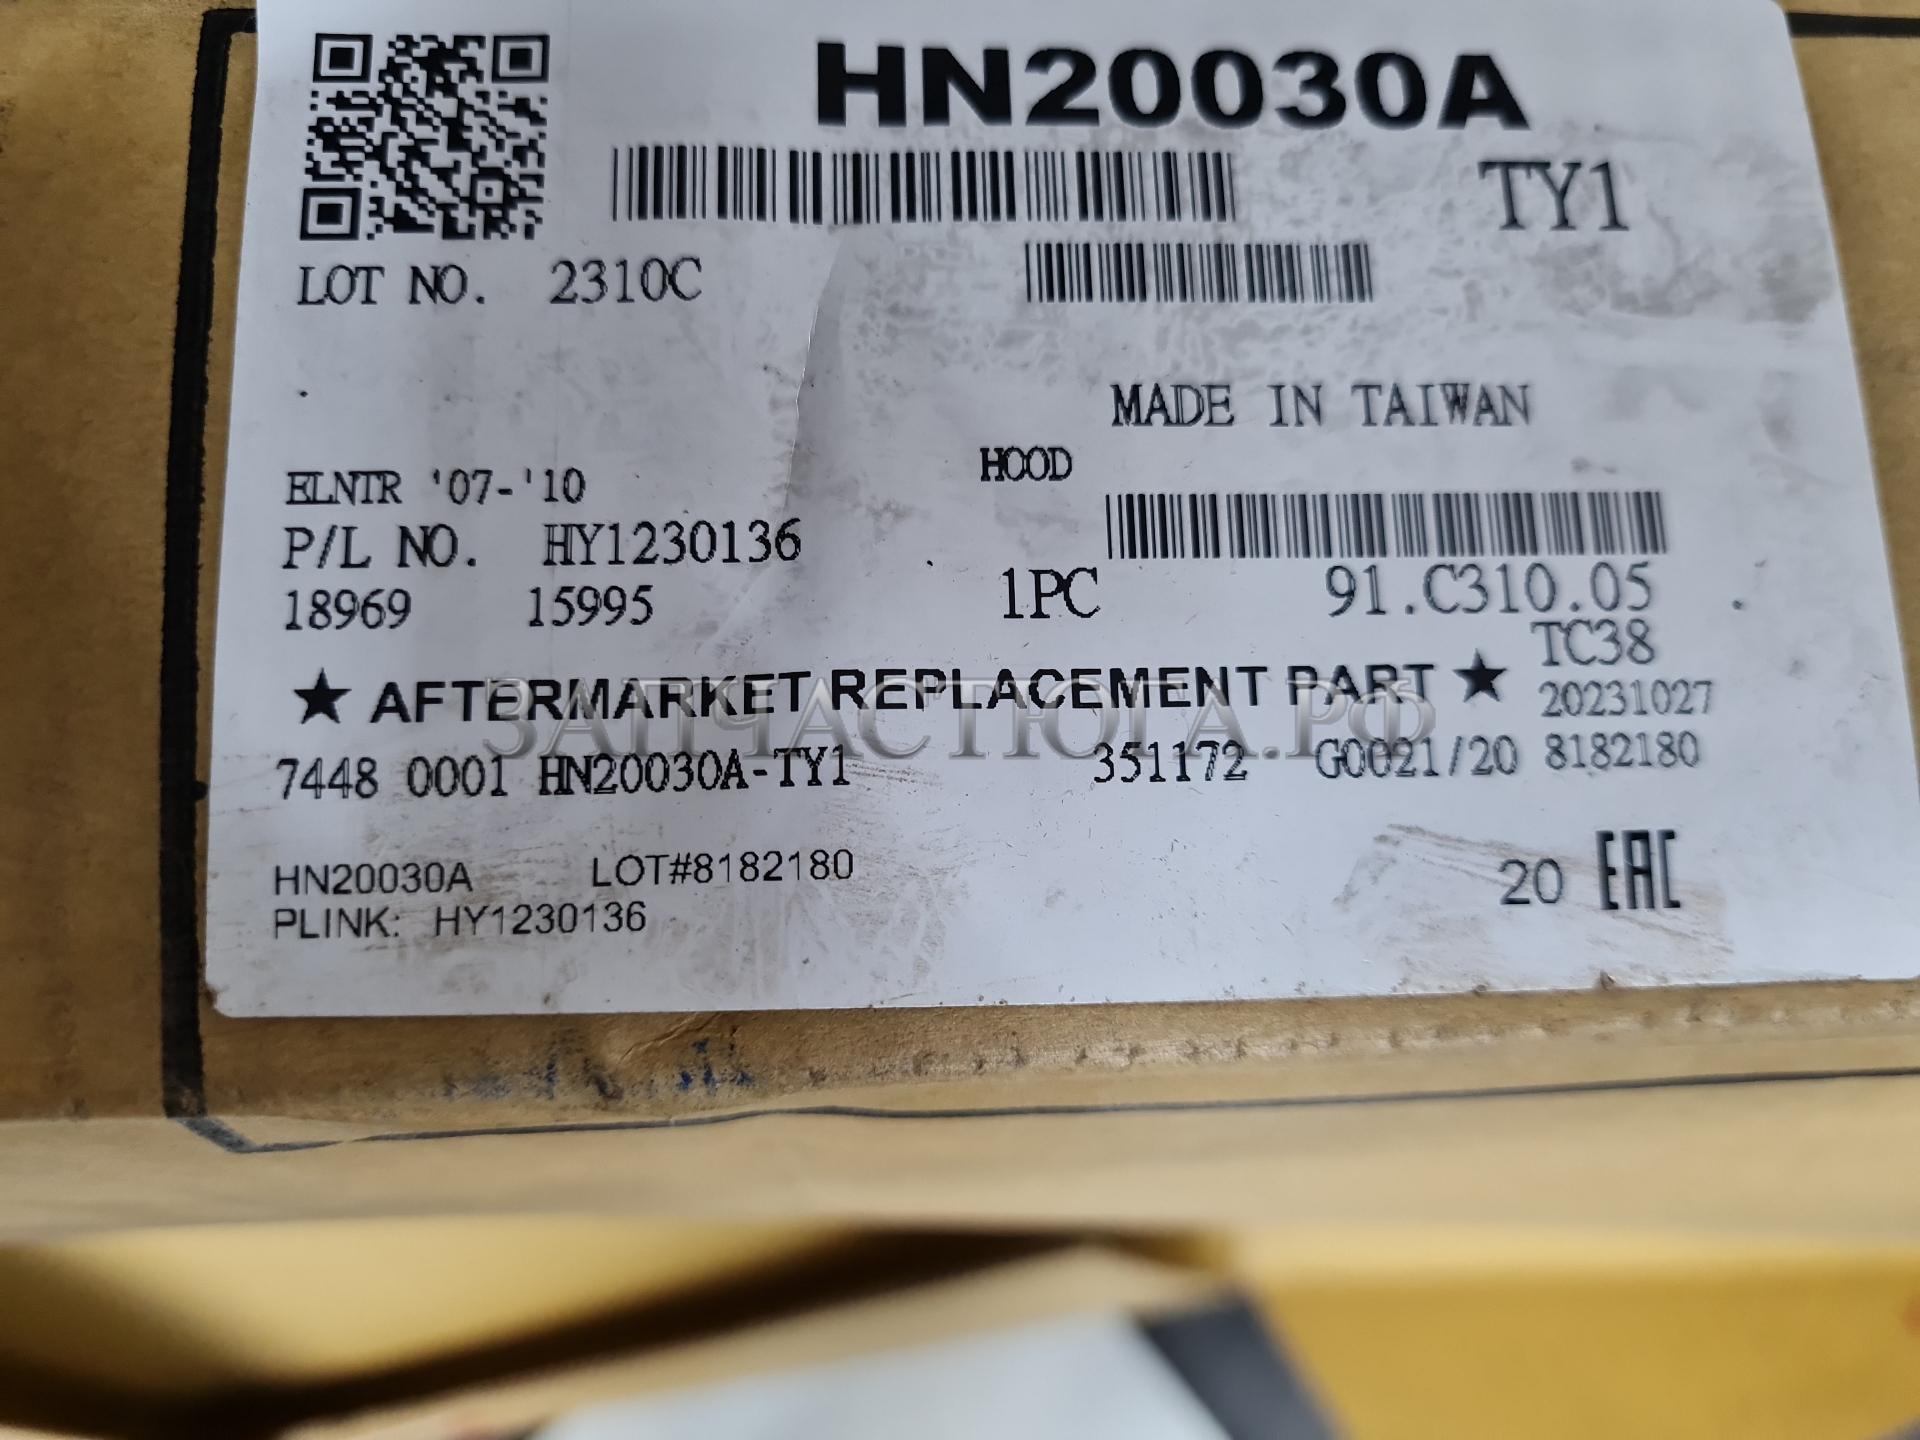 HN20030A
TY1
LOT NO. 2310C
MADE IN TAIWAN
HOOD
ELNTR '07-'10
P/L NO. HY1230136
18969 15995 1PC 91.C310.05
TC38
★ AFTERMARKET REPLACEMENT PART ★ 20231027
ЗАПЧАСТЮГА.РФ
7448 0001 HN20030A-TY1 351172 G0021/20 8182180
HN20030A LOT#8182180
20 EAC
PLINK: HY1230136